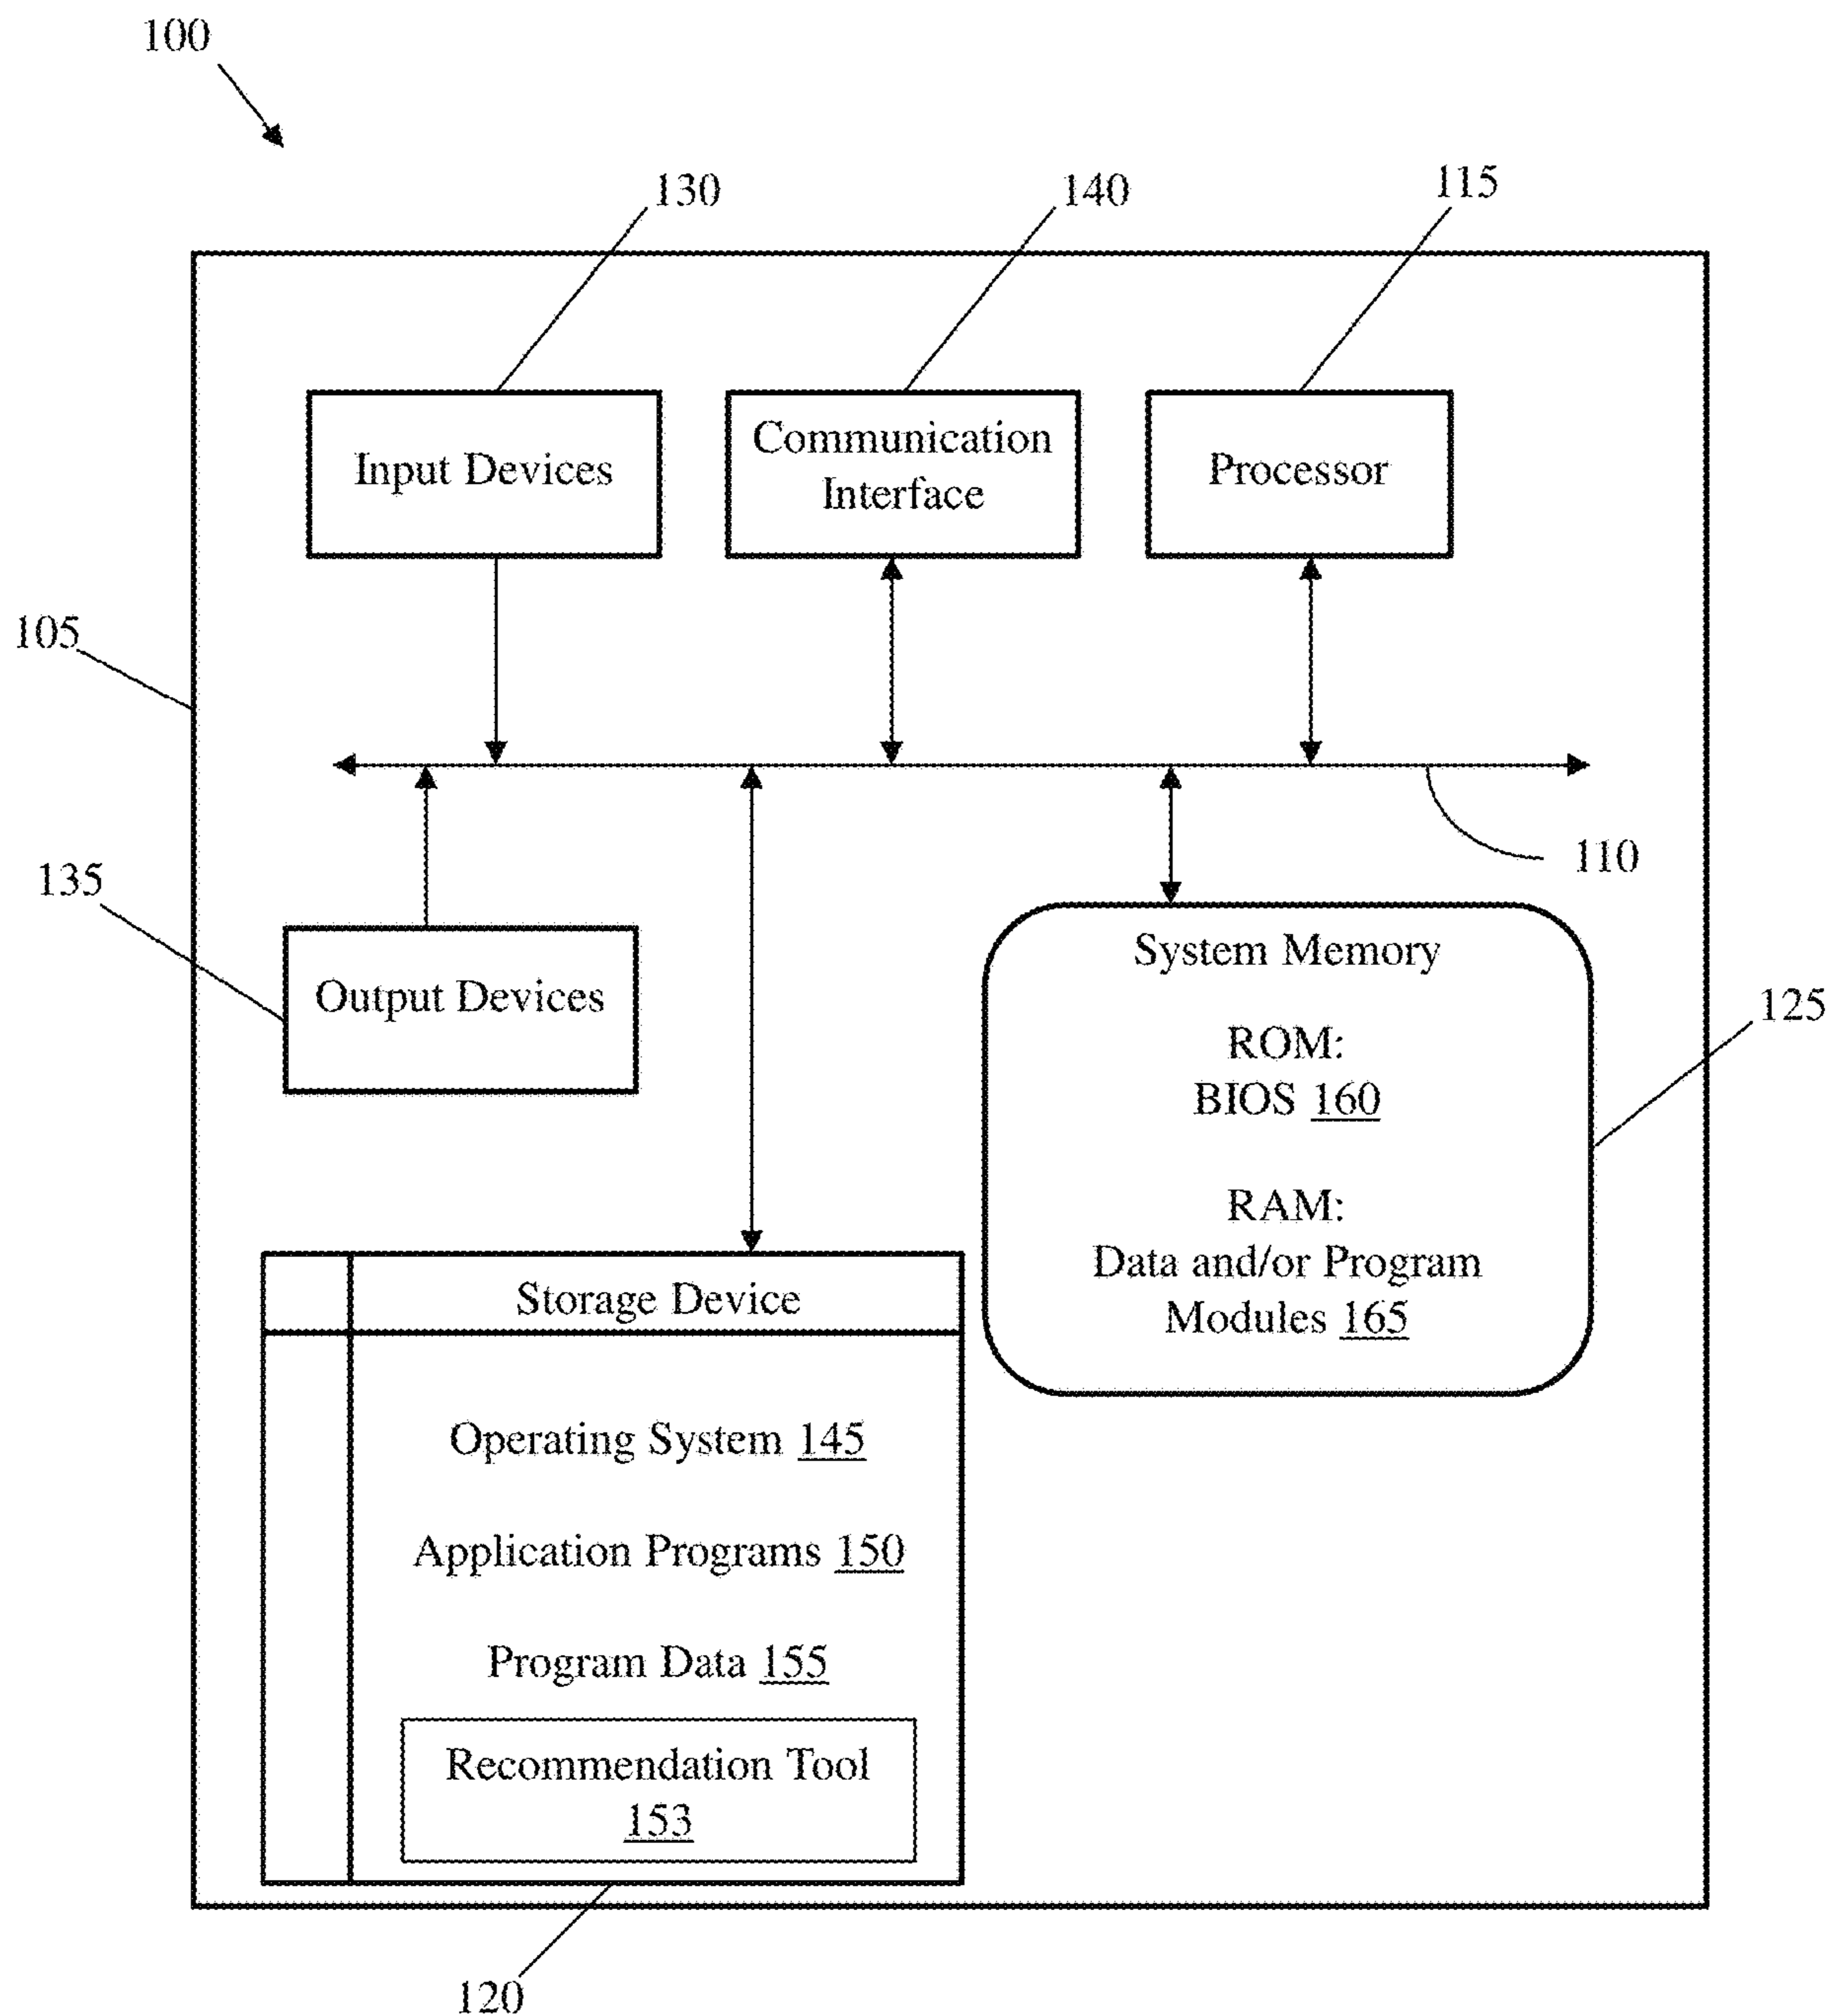 100
130
140
115
Input Devices
Communication
Interface
Processor
105
110
135
Output Devices
System Memory
ROM:
BIOS 160
RAM:
Data and/or Program
Modules 165
125
Storage Device
Operating System 145
Application Programs 150
Program Data 155
Recommendation Tool
153
120